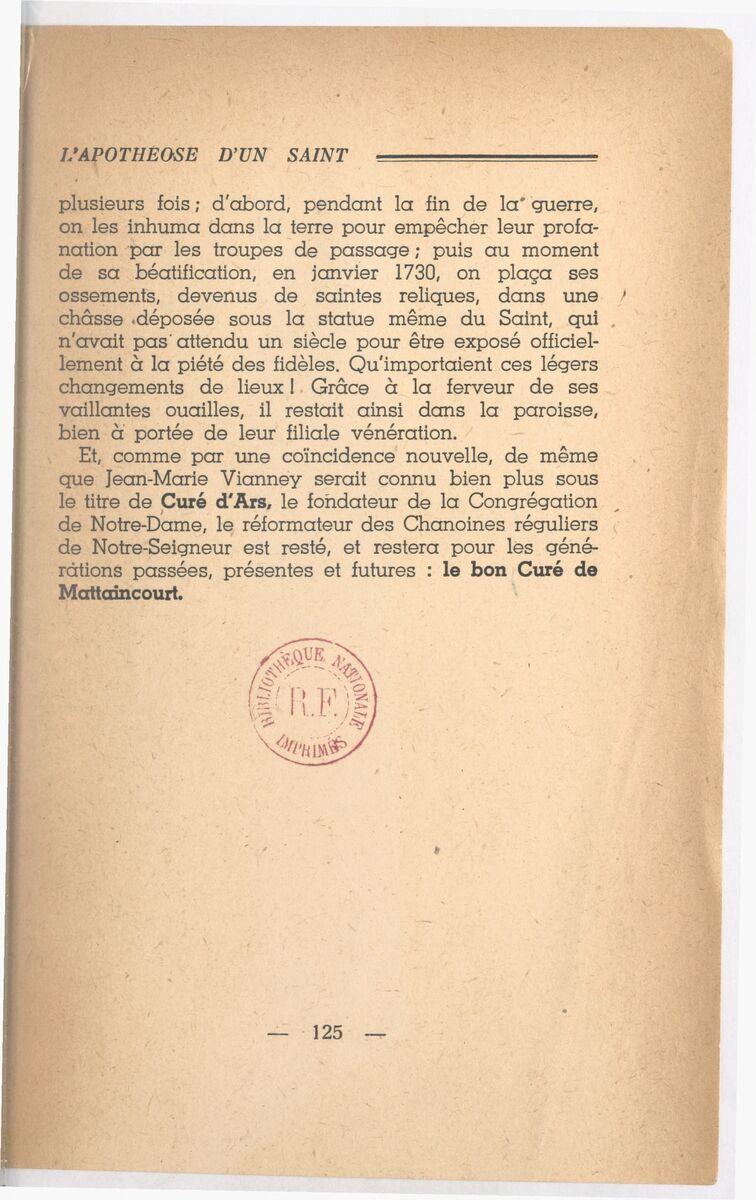 L'APOTHEOSE D'UN SAINT
plusieurs fois ; d'abord, pendant la fin de la guerre,
on les inhuma dans la terre pour empêcher leur profa-
nation par les troupes de passage ; puis au moment
de sa béatification, en janvier 1730, on plaça ses
ossements, devenus de saintes reliques, dans une
châsse déposée sous la statue même du Saint, qui
n'avait pas attendu un siècle pour être exposé officiel-
lement à la piété des fidèles. Qu'importaient ces légers
changements de lieux ! Grâce à la ferveur de ses
vaillantes ouailles, il restait ainsi dans la paroisse,
bien à portée de leur filiale vénération.
Et, comme par une coïncidence nouvelle, de même
que Jean-Marie Vianney serait connu bien plus sous
le titre de Curé d'Ars, le fondateur de la Congrégation
de Notre-Dame, le réformateur des Chanoines réguliers
de Notre-Seigneur est resté, et restera pour les géné-
rations passées, présentes et futures : le bon Curé de
Mattaincourt.
BIBLIOTHÈQUE NATIONALE
R.F.
IMPRIMÉS
— 125 —